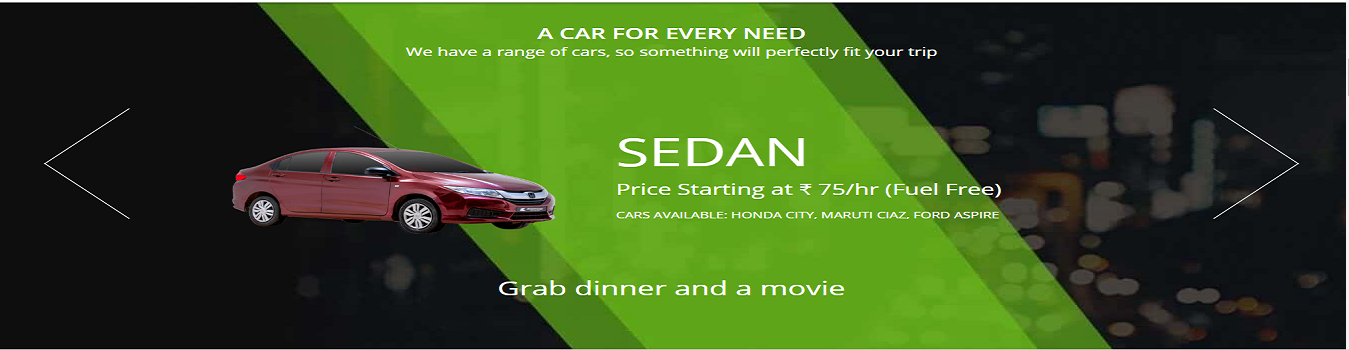 A CAR FOR EVERY NEED
We have a range of cars, so something will perfectly fit your trip
SEDAN
Price Starting at ₹ 75/hr (Fuel Free)
CARS AVAILABLE: HONDA CITY, MARUTI CIAZ, FORD ASPIRE
Grab dinner and a movie